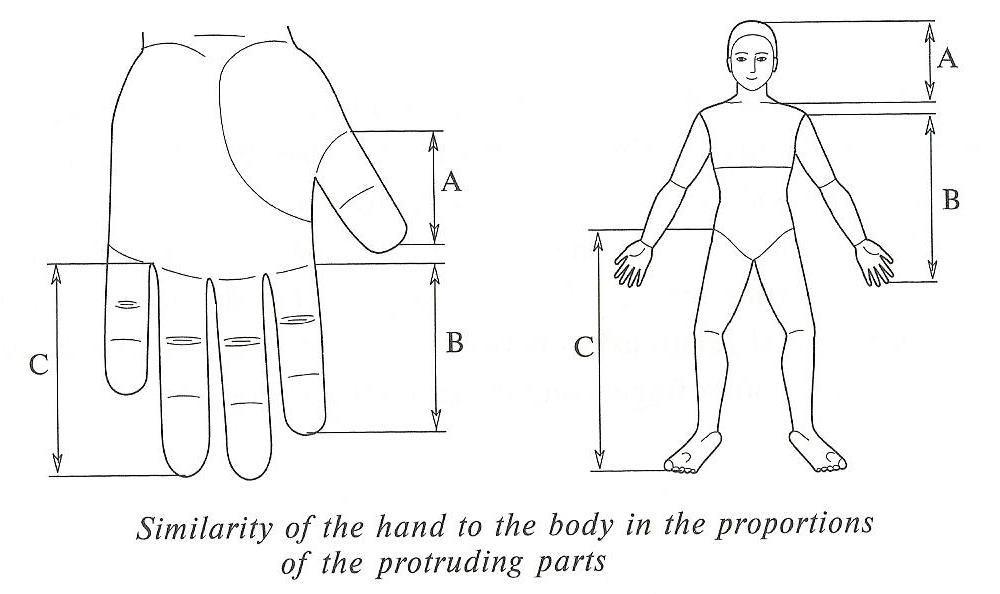 A
B
C
A
B
C
Similarity of the hand to the body in the proportions
of the protruding parts